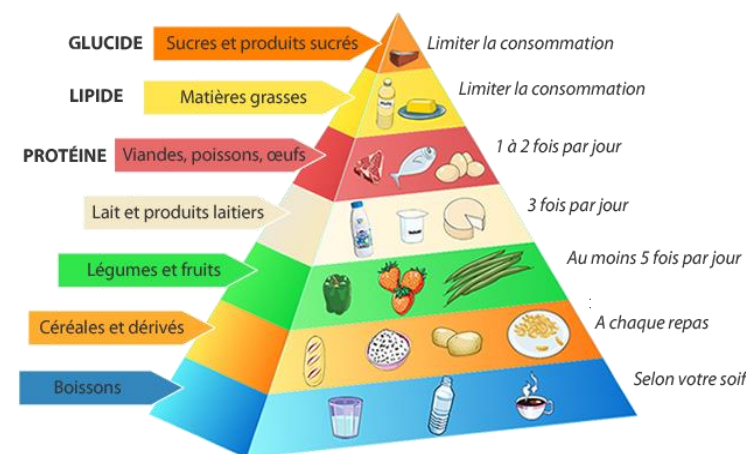 GLUCIDE Sucres et produits sucrés Limiter la consommation
LIPIDE Matières grasses Limiter la consommation
PROTÉINE Viandes, poissons, œufs 1 à 2 fois par jour
Lait et produits laitiers 3 fois par jour
Légumes et fruits Au moins 5 fois par jour
:
Céréales et dérivés A chaque repas
Boissons Selon votre soif